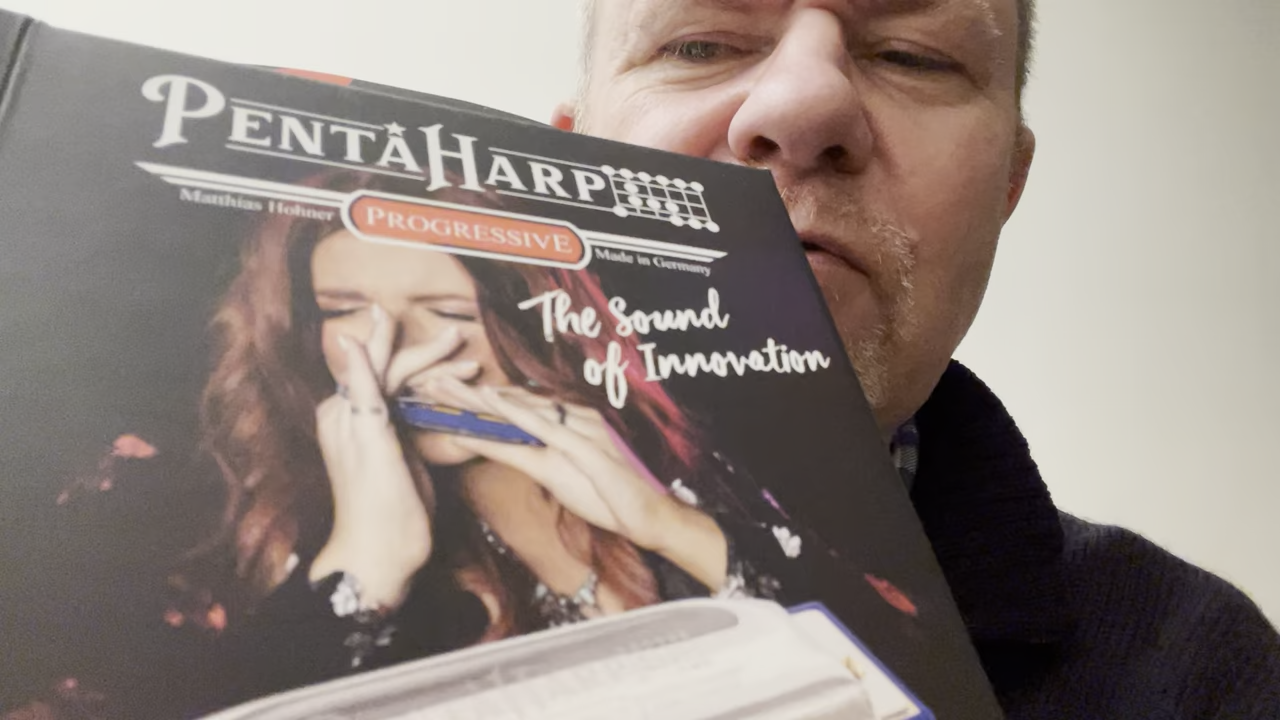 PENTAHARP
Matthias Hohner PROGRESSIVE Made in Germany
The Sound
of Innovation